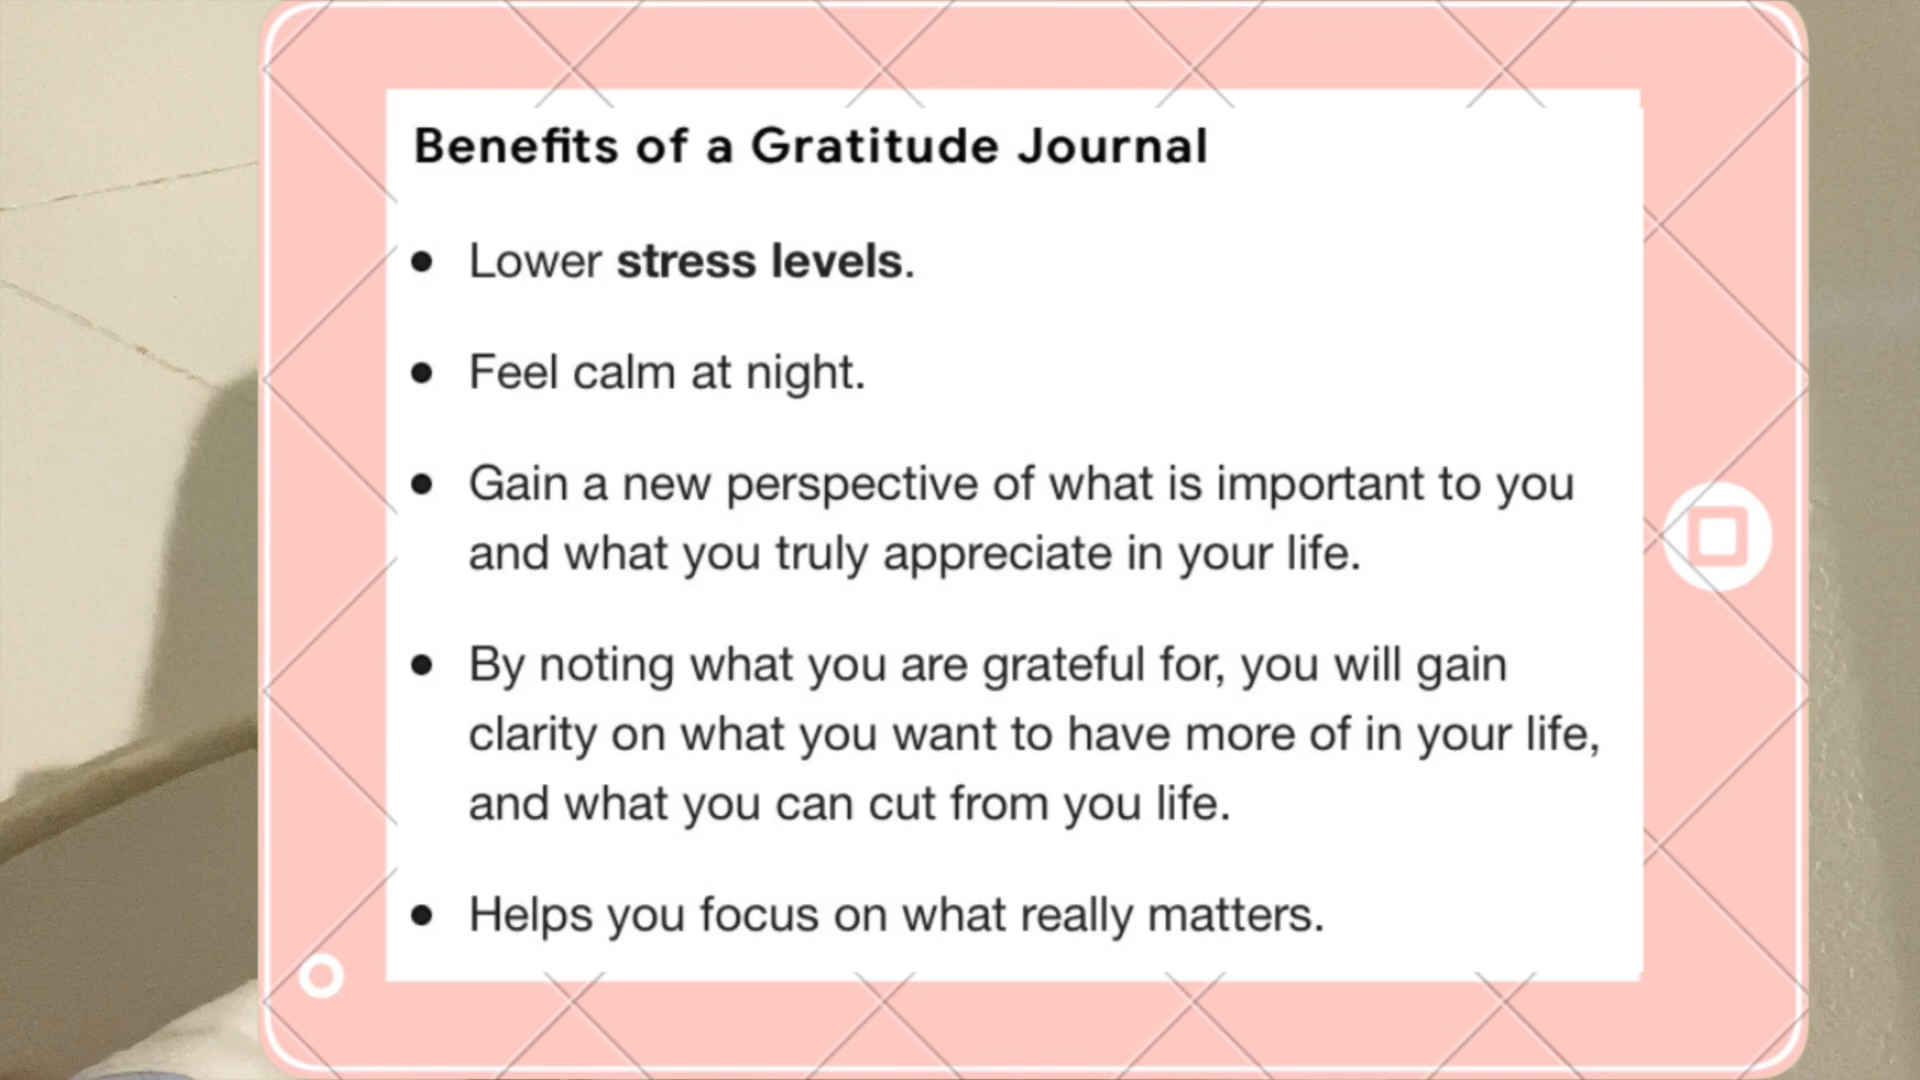 Benefits of a Gratitude Journal
Lower stress levels.
Feel calm at night.
Gain a new perspective of what is important to you
and what you truly appreciate in your life.
By noting what you are grateful for, you will gain
clarity on what you want to have more of in your life,
and what you can cut from you life.
Helps you focus on what really matters.